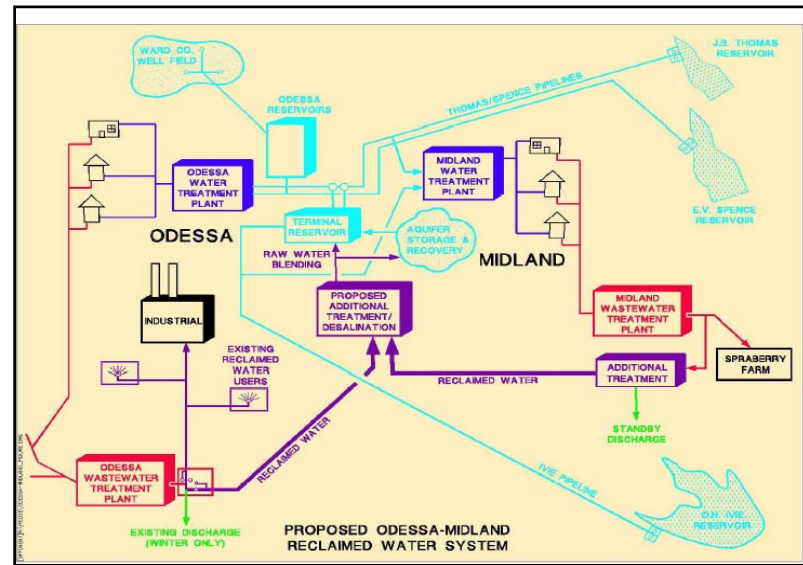 WARD CO.
WELL FIELD
ODESSA
RESERVOIRS
THOMAS/SPENCE PIPELINES
J.B. THOMAS
RESERVOIR
ODESSA
WATER
TREATMENT
PLANT
MIDLAND
WATER
TREATMENT
PLANT
E.V. SPENCE
RESERVOIR
ODESSA
TERMINAL
RESERVOIR
AQUIFER
STORAGE &
RECOVERY
MIDLAND
RAW WATER
BLENDING
INDUSTRIAL
PROPOSED
ADDITIONAL
TREATMENT/
DESALINATION
MIDLAND
WASTEWATER
TREATMENT
PLANT
SPRABERRY
FARM
EXISTING
RECLAIMED
WATER
USERS
RECLAIMED WATER
ADDITIONAL
TREATMENT
STANDBY
DISCHARGE
RECLAIMED WATER
ODESSA
WASTEWATER
TREATMENT
PLANT
IVIE PIPELINE
O.H. IVIE
RESERVOIR
EXISTING DISCHARGE
(WINTER ONLY)
PROPOSED ODESSA-MIDLAND
RECLAIMED WATER SYSTEM